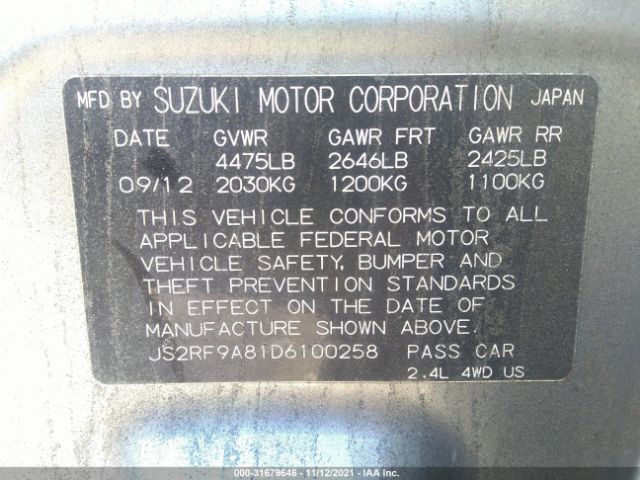 MFD BY SUZUKI MOTOR CORPORATION JAPAN
DATE GVWR GAWR FRT GAWR RR
4475LB 2646LB 2425LB
09/12 2030KG 1200KG 1100KG
THIS VEHICLE CONFORMS TO ALL
APPLICABLE FEDERAL MOTOR
VEHICLE SAFETY, BUMPER AND
THEFT PREVENTION STANDARDS
IN EFFECT ON THE DATE OF
MANUFACTURE SHOWN ABOVE.
JS2RF9A81D6100258 PASS CAR
2.4L 4WD US
000-31679646 - 11/12/2021 - IAA Inc.